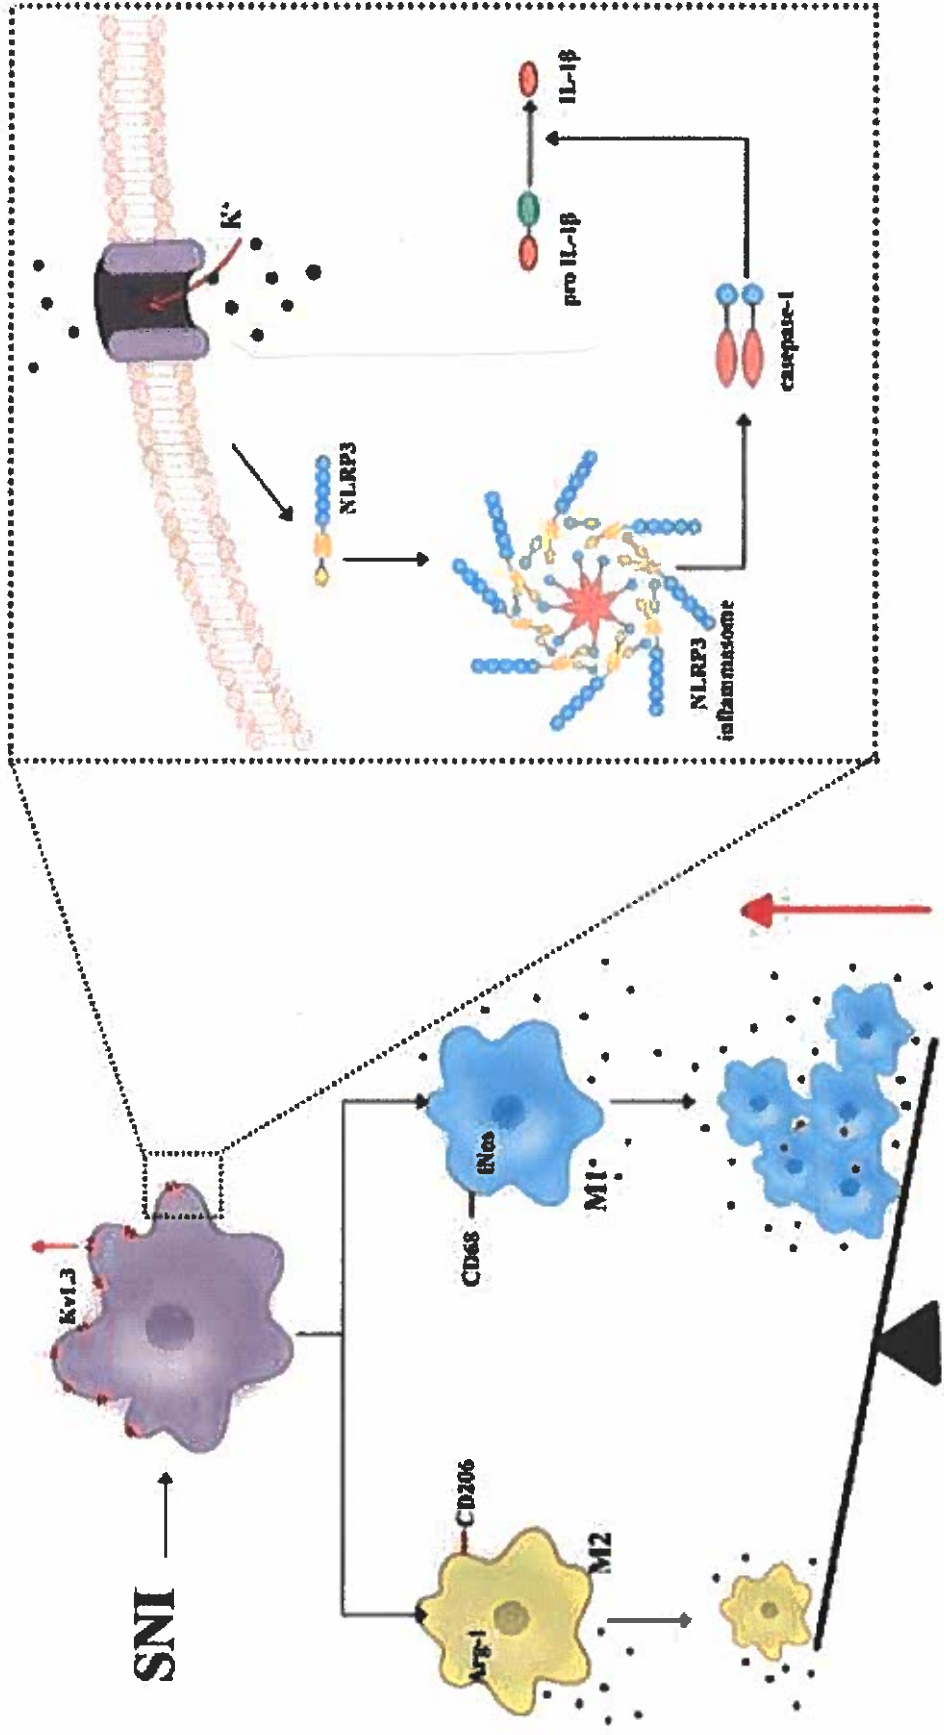 SNI
Kv1.3
CD206
Arg-1
M2
CD68
iNos
M1
K⁺
NLRP3
NLRP3
inflammasome
casepase-1
pro IL-1β
IL-1β